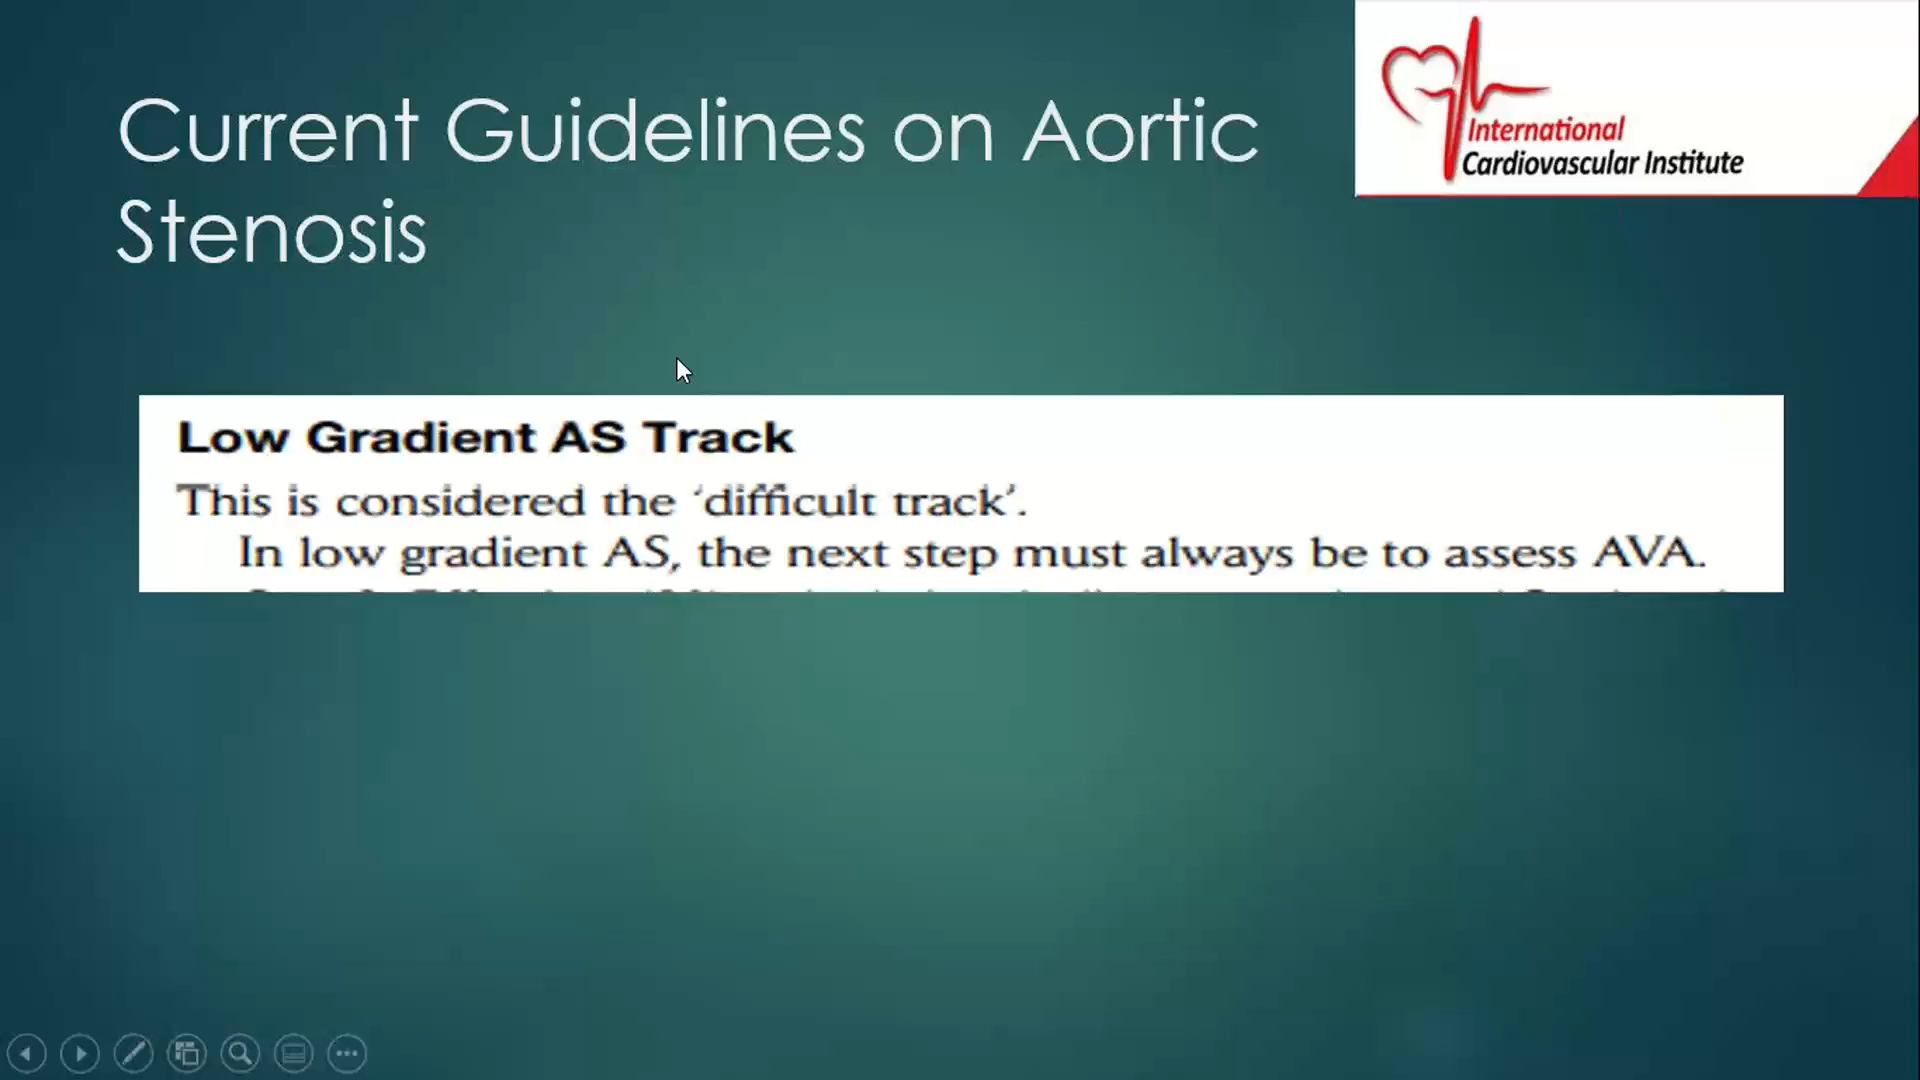 Current Guidelines on Aortic
Stenosis
International
Cardiovascular Institute
Low Gradient AS Track
This is considered the ‘difficult track’.
In low gradient AS, the next step must always be to assess AVA.